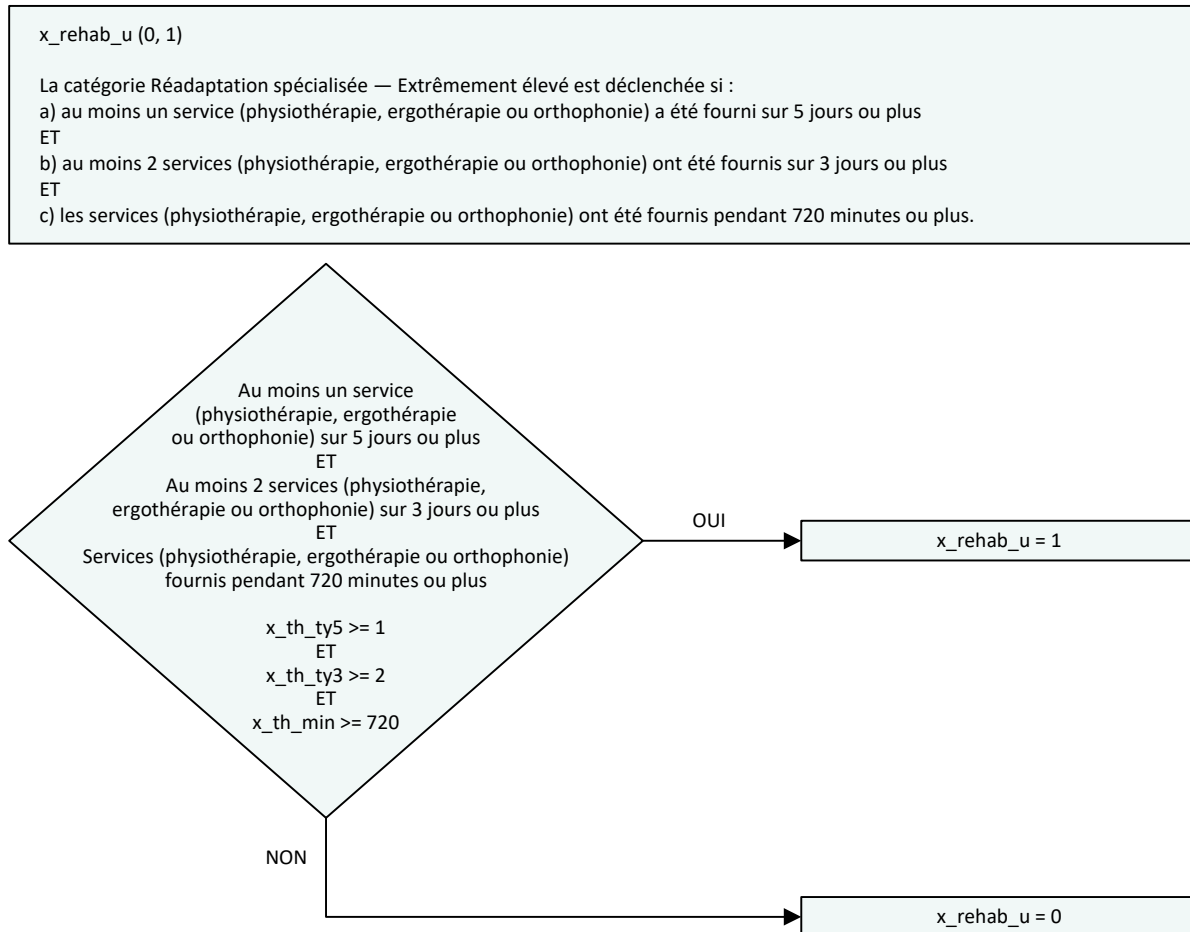 x_rehab_u (0, 1)
La catégorie Réadaptation spécialisée — Extrêmement élevé est déclenchée si :
a) au moins un service (physiothérapie, ergothérapie ou orthophonie) a été fourni sur 5 jours ou plus
ET
b) au moins 2 services (physiothérapie, ergothérapie ou orthophonie) ont été fournis sur 3 jours ou plus
ET
c) les services (physiothérapie, ergothérapie ou orthophonie) ont été fournis pendant 720 minutes ou plus.
Au moins un service
(physiothérapie, ergothérapie
ou orthophonie) sur 5 jours ou plus
ET
Au moins 2 services (physiothérapie,
ergothérapie ou orthophonie) sur 3 jours ou plus
ET
Services (physiothérapie, ergothérapie ou orthophonie)
fournis pendant 720 minutes ou plus
x_th_ty5 >= 1
ET
x_th_ty3 >= 2
ET
x_th_min >= 720
OUI
x_rehab_u = 1
NON
x_rehab_u = 0